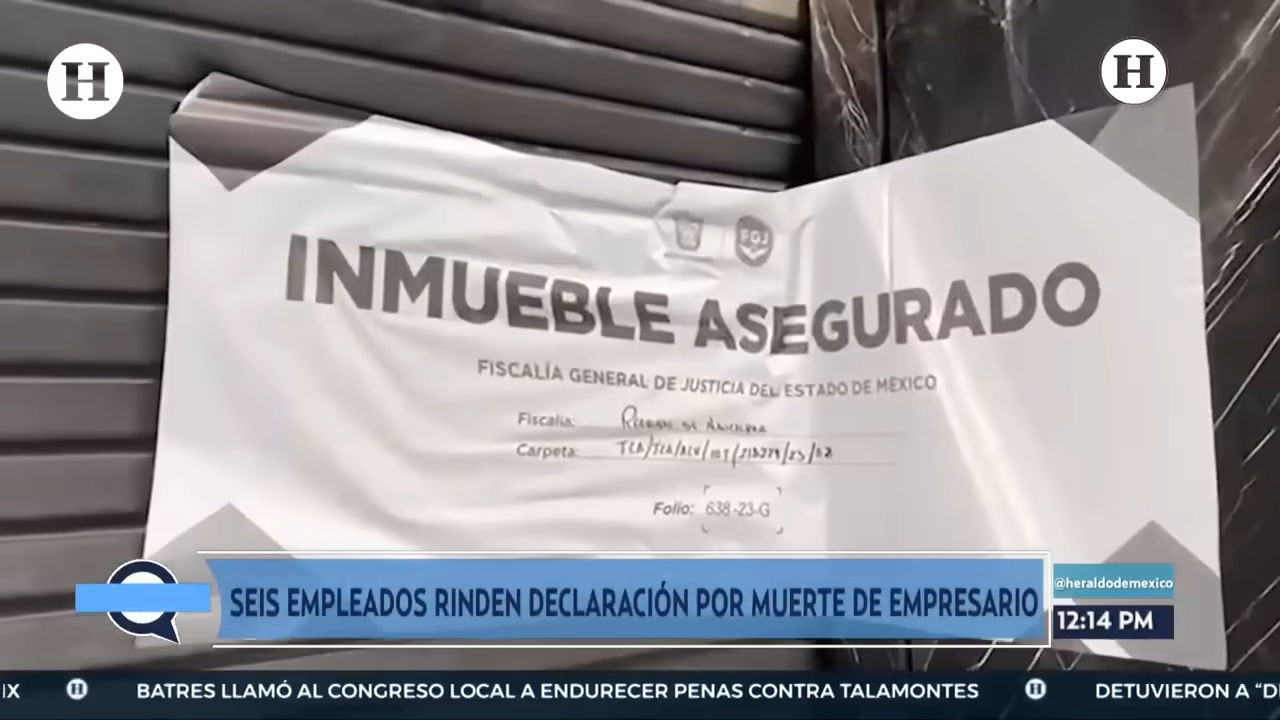 H
H
FGJ
INMUEBLE ASEGURADO
FISCALÍA GENERAL DE JUSTICIA DEL ESTADO DE MÉXICO
Fiscalía:
Carpeta:
Folio: 638-23-G
SEIS EMPLEADOS RINDEN DECLARACIÓN POR MUERTE DE EMPRESARIO
@heraldodemexico
12:14 PM
IX H BATRES LLAMÓ AL CONGRESO LOCAL A ENDURECER PENAS CONTRA TALAMONTES H DETUVIERON A “D